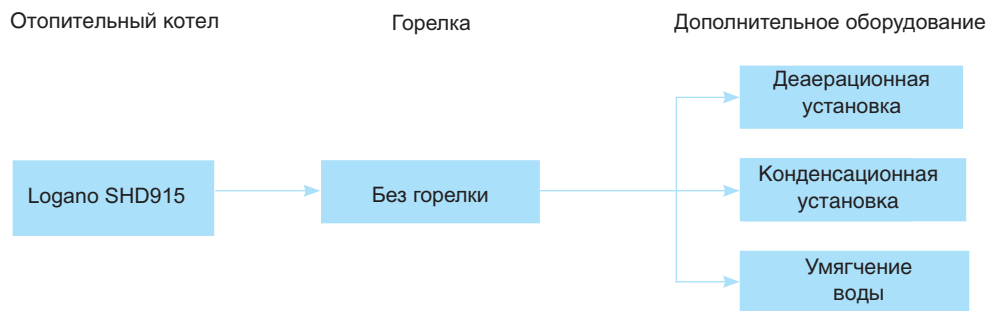 Отопительный котел
Горелка
Дополнительное оборудование
Logano SHD915
Без горелки
Деаерационная
установка
Конденсационная
установка
Умягчение
воды